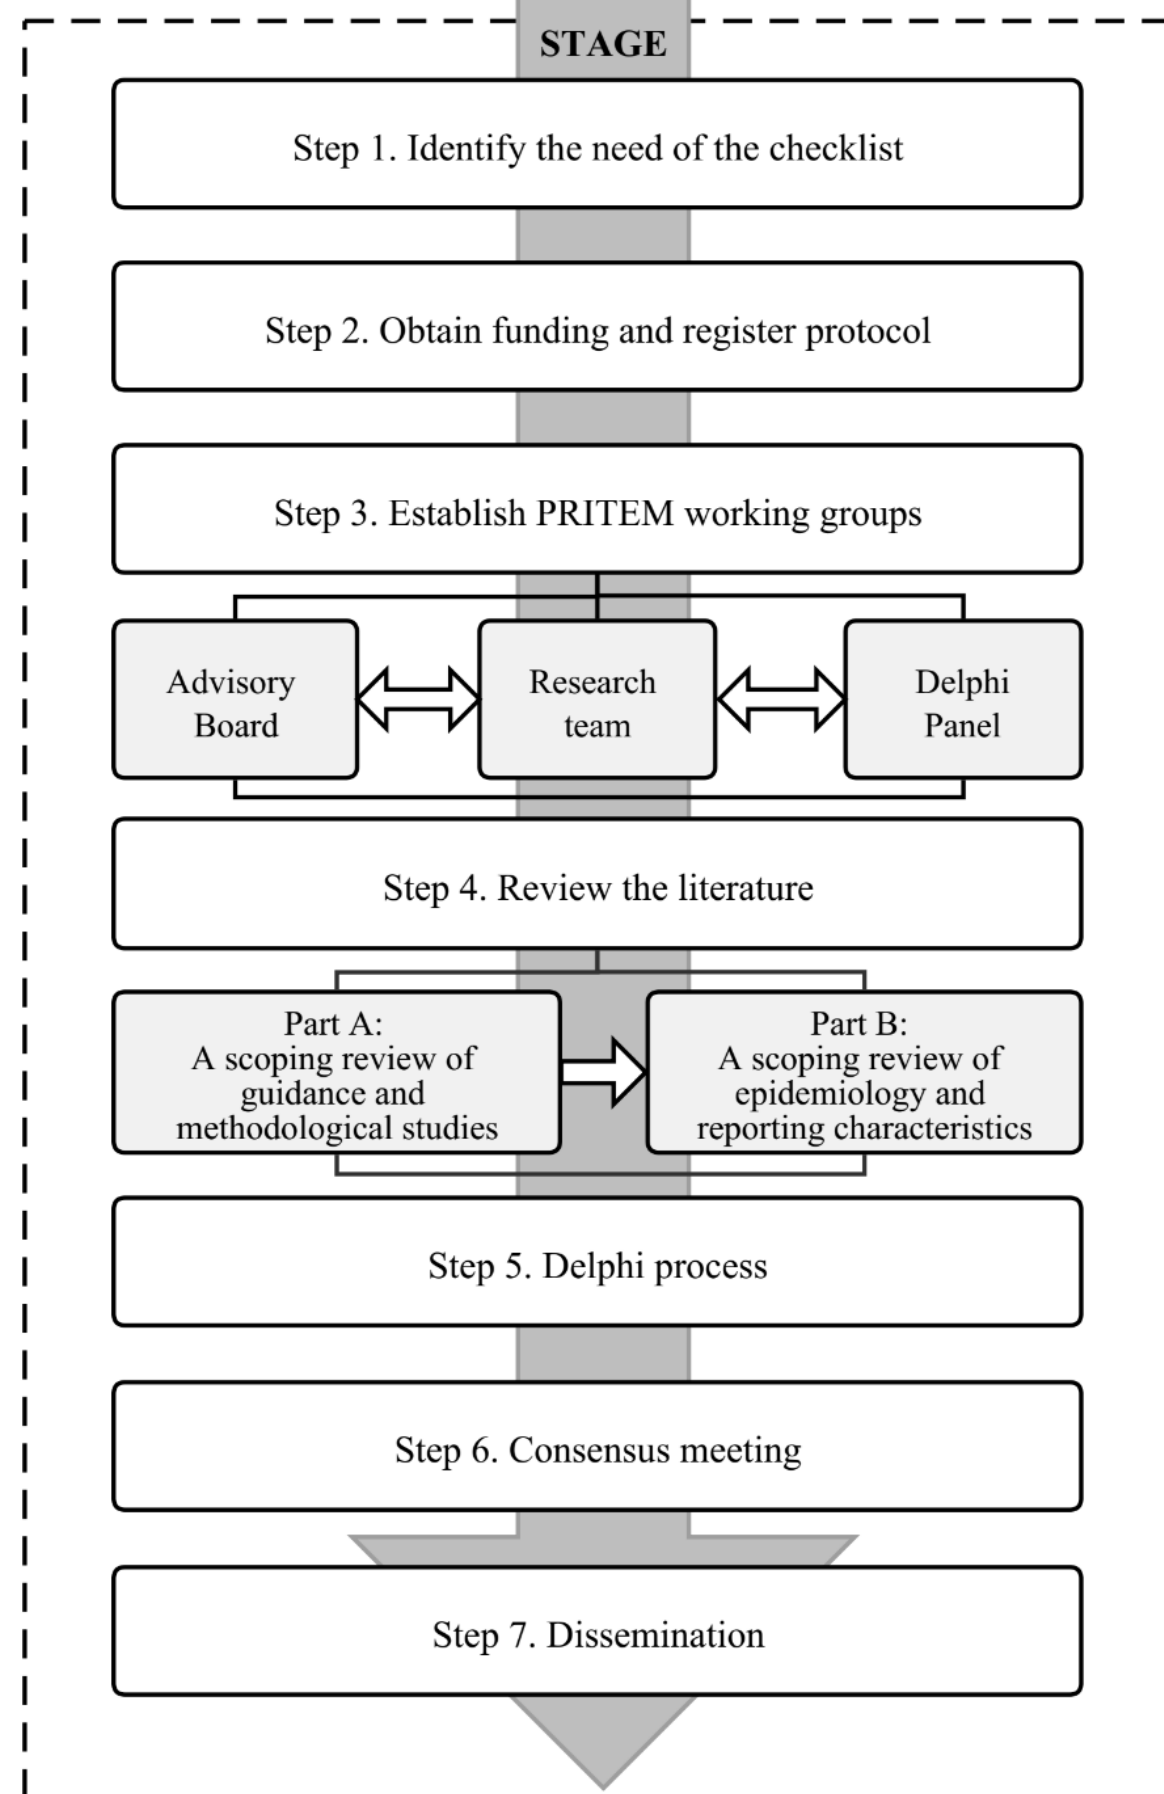 STAGE
Step 1. Identify the need of the checklist
Step 2. Obtain funding and register protocol
Step 3. Establish PRITEM working groups
Advisory
Board
Research
team
Delphi
Panel
Step 4. Review the literature
Part A:
A scoping review of
guidance and
methodological studies
Part B:
A scoping review of
epidemiology and
reporting characteristics
Step 5. Delphi process
Step 6. Consensus meeting
Step 7. Dissemination